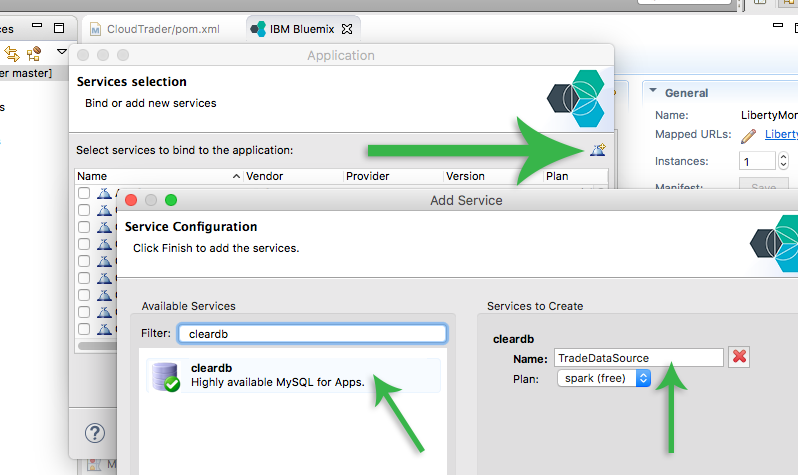 ces
CloudTrader/pom.xml
IBM Bluemix
er master]
s
Application
Services selection
Bind or add new services
Select services to bind to the application:
Name
Vendor
Provider
Version
Plan
General
Name:
LibertyMor
Mapped URLs:
Liberty
Instances:
1
Manifest:
Save
Add Service
Service Configuration
Click Finish to add the services.
Available Services
Filter:
cleardb
cleardb
Highly available MySQL for Apps.
Services to Create
cleardb
Name:
TradeDataSource
Plan:
spark (free)
?